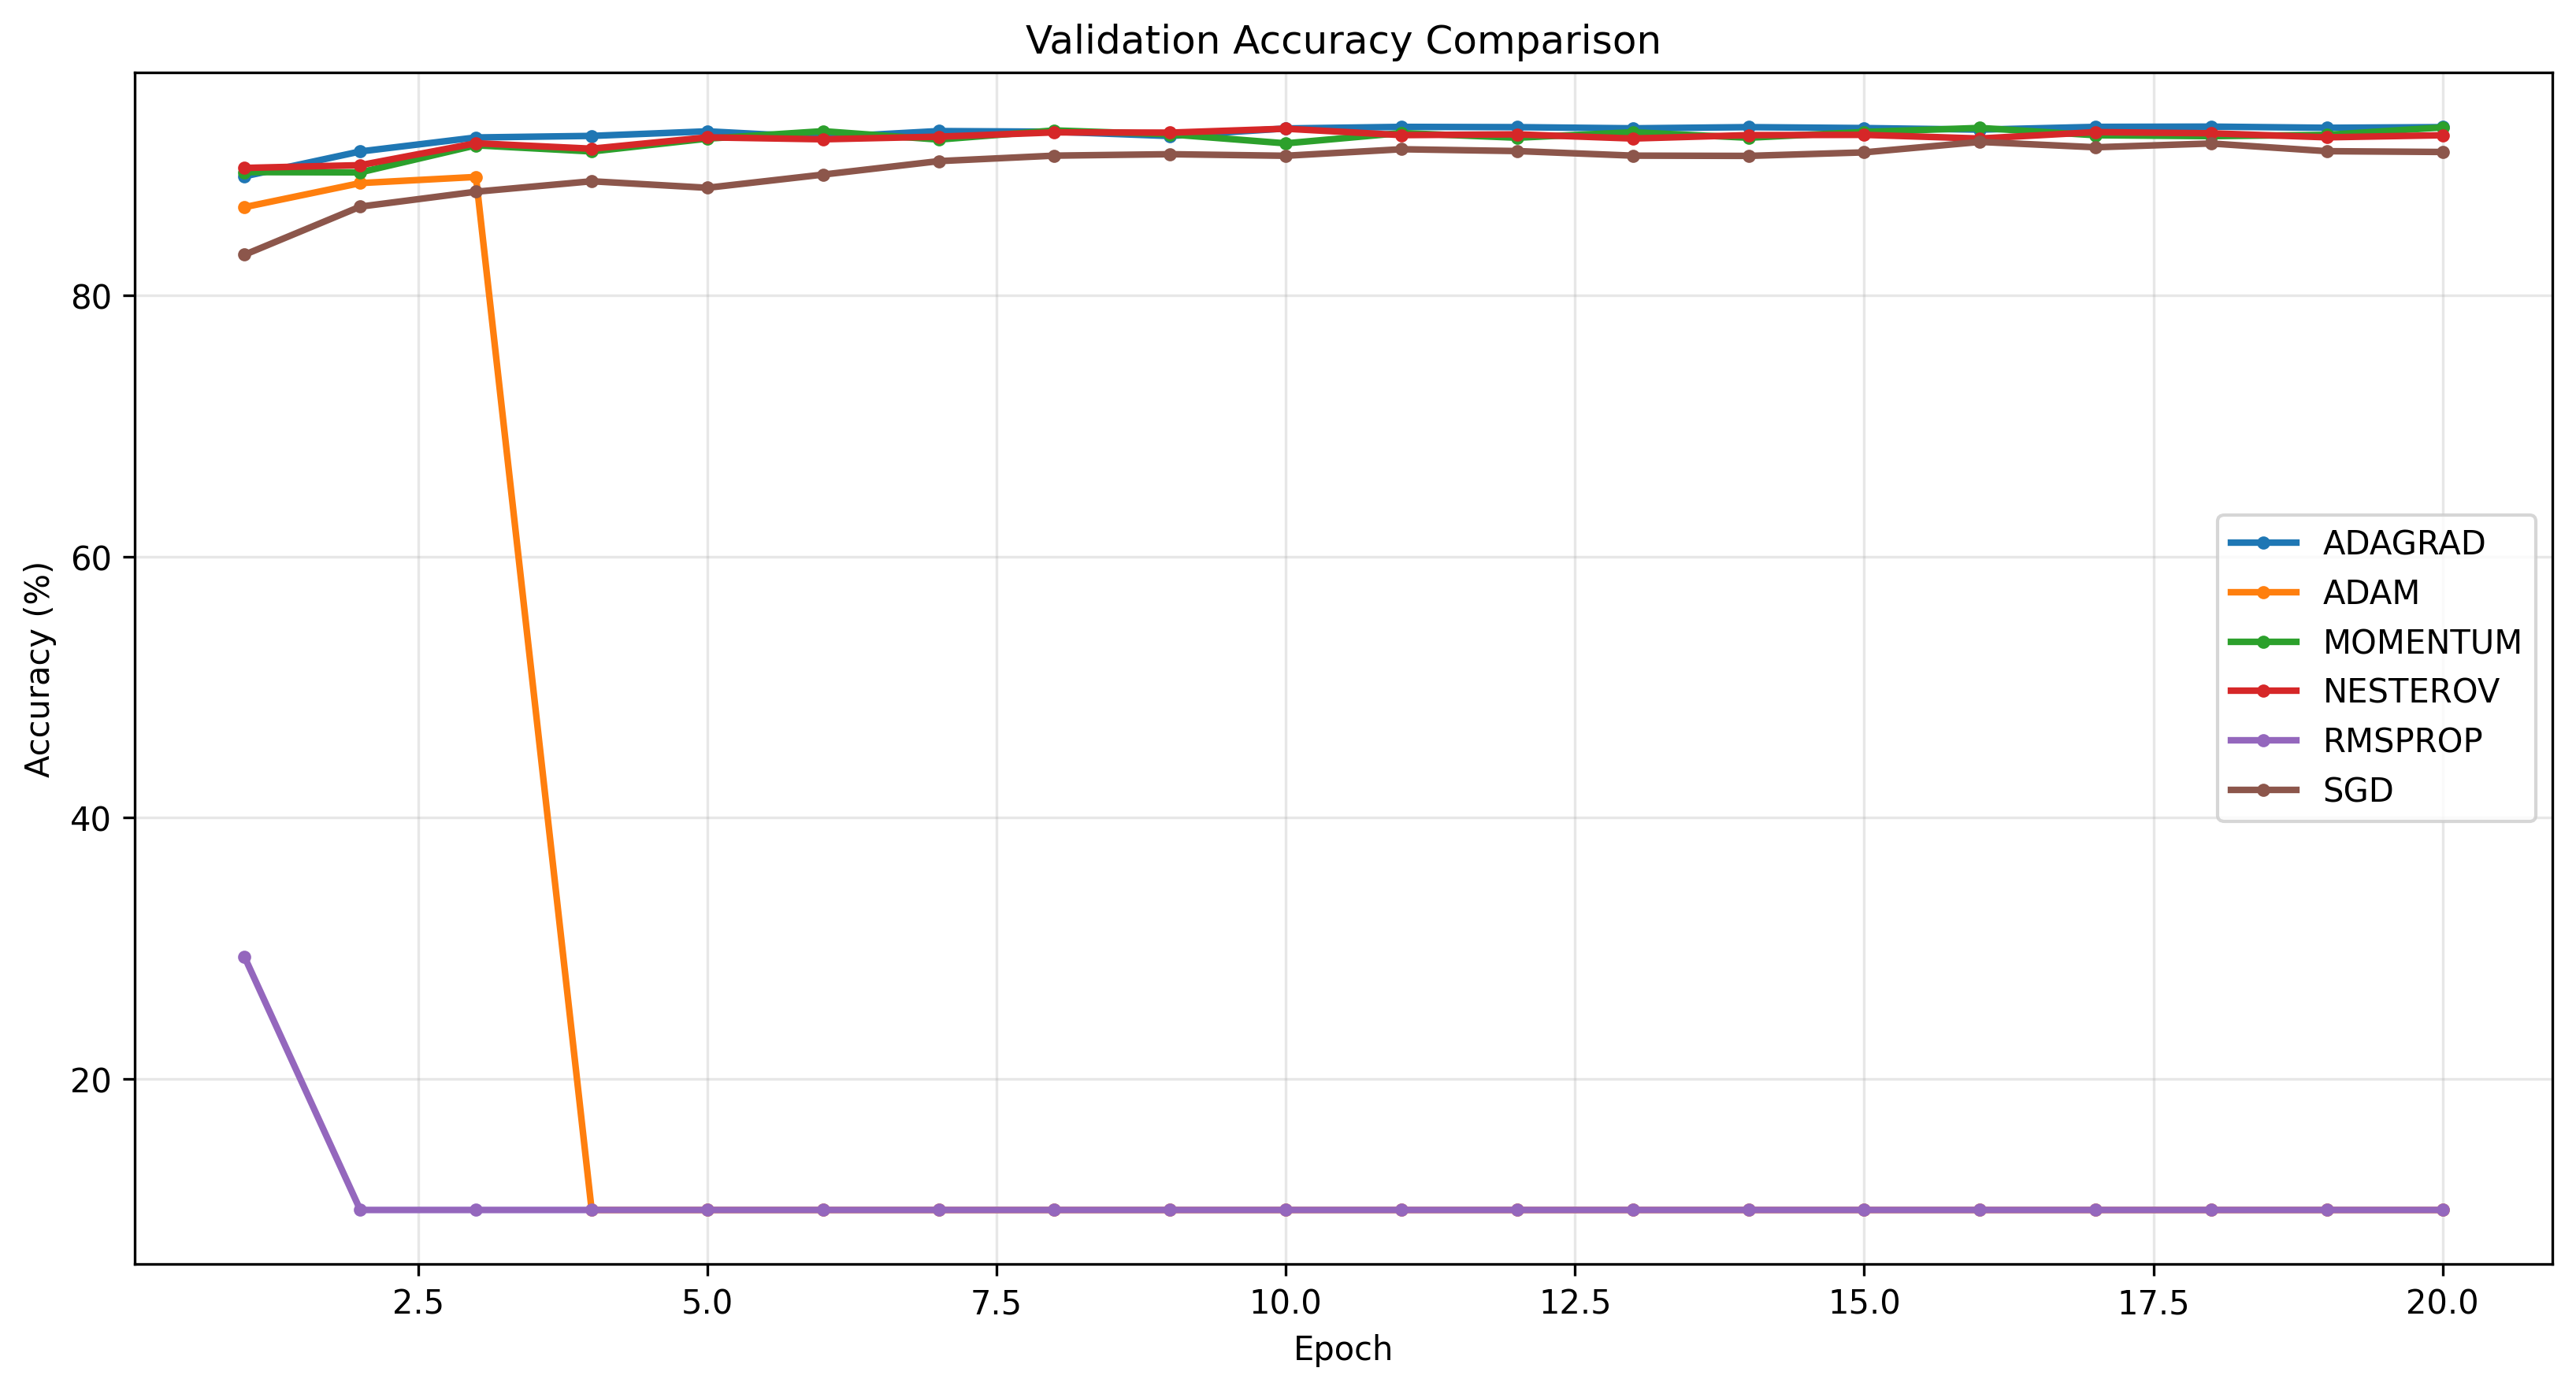 Validation Accuracy Comparison
Accuracy (%)
80
60
40
20
2.5 5.0 7.5 10.0 12.5 15.0 17.5 20.0
Epoch
ADAGRAD
ADAM
MOMENTUM
NESTEROV
RMSPROP
SGD